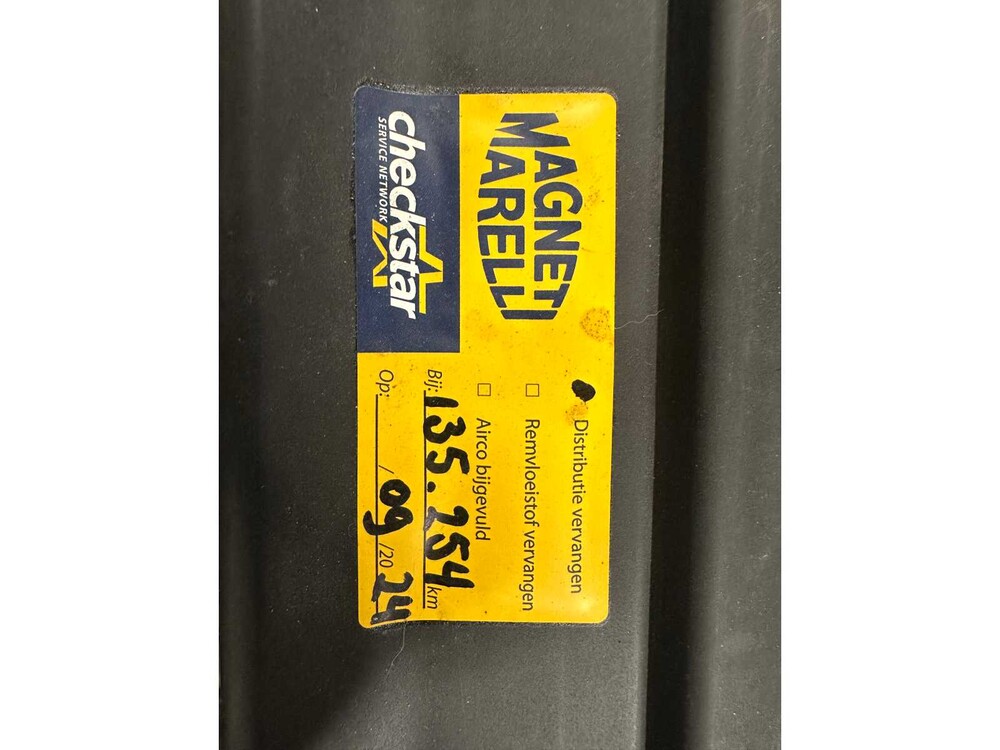 MAGNETI
MARELLI
checkstar
SERVICE NETWORK
Distributie vervangen
☐ Remvloeistof vervangen
☐ Airco bijgevuld
Bij: 135.254 km
Op: / 09 /20 24